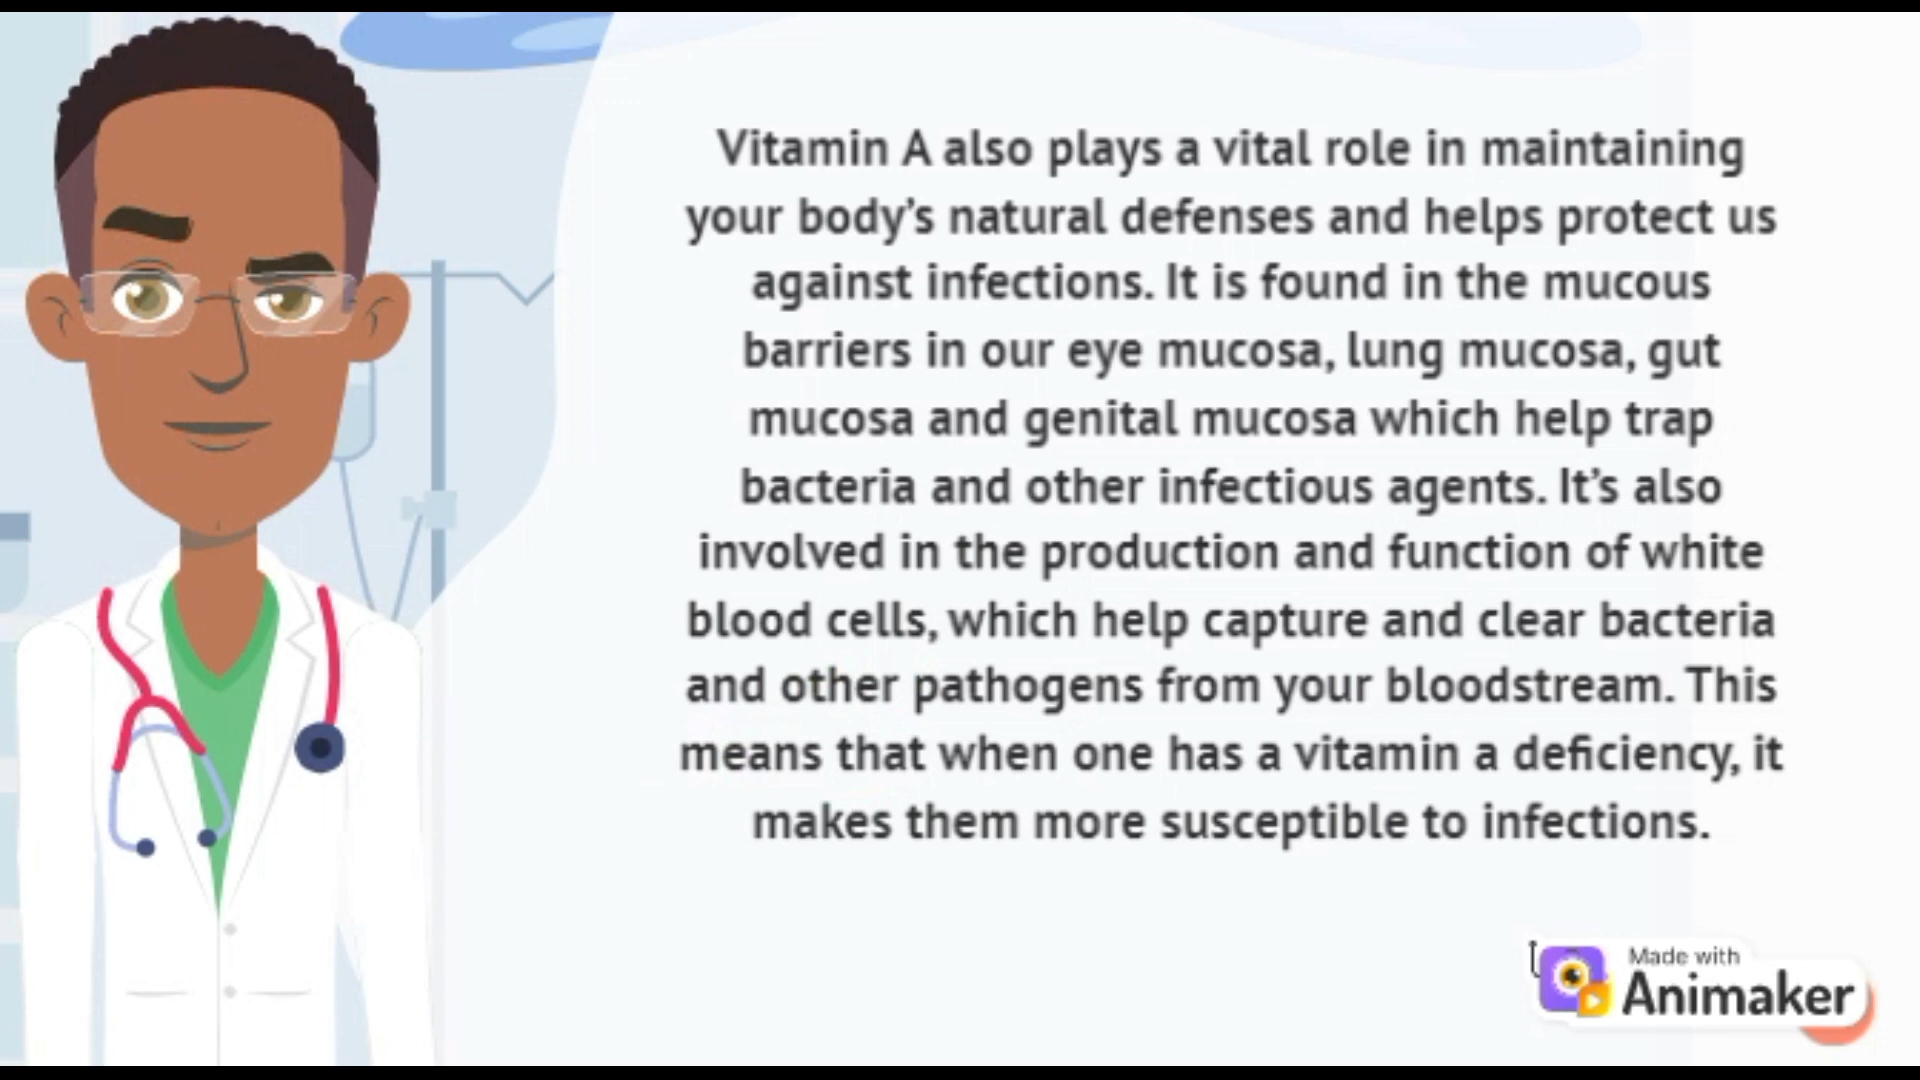 Vitamin A also plays a vital role in maintaining
your body’s natural defenses and helps protect us
against infections. It is found in the mucous
barriers in our eye mucosa, lung mucosa, gut
mucosa and genital mucosa which help trap
bacteria and other infectious agents. It’s also
involved in the production and function of white
blood cells, which help capture and clear bacteria
and other pathogens from your bloodstream. This
means that when one has a vitamin a deficiency, it
makes them more susceptible to infections.
Made with
Animaker